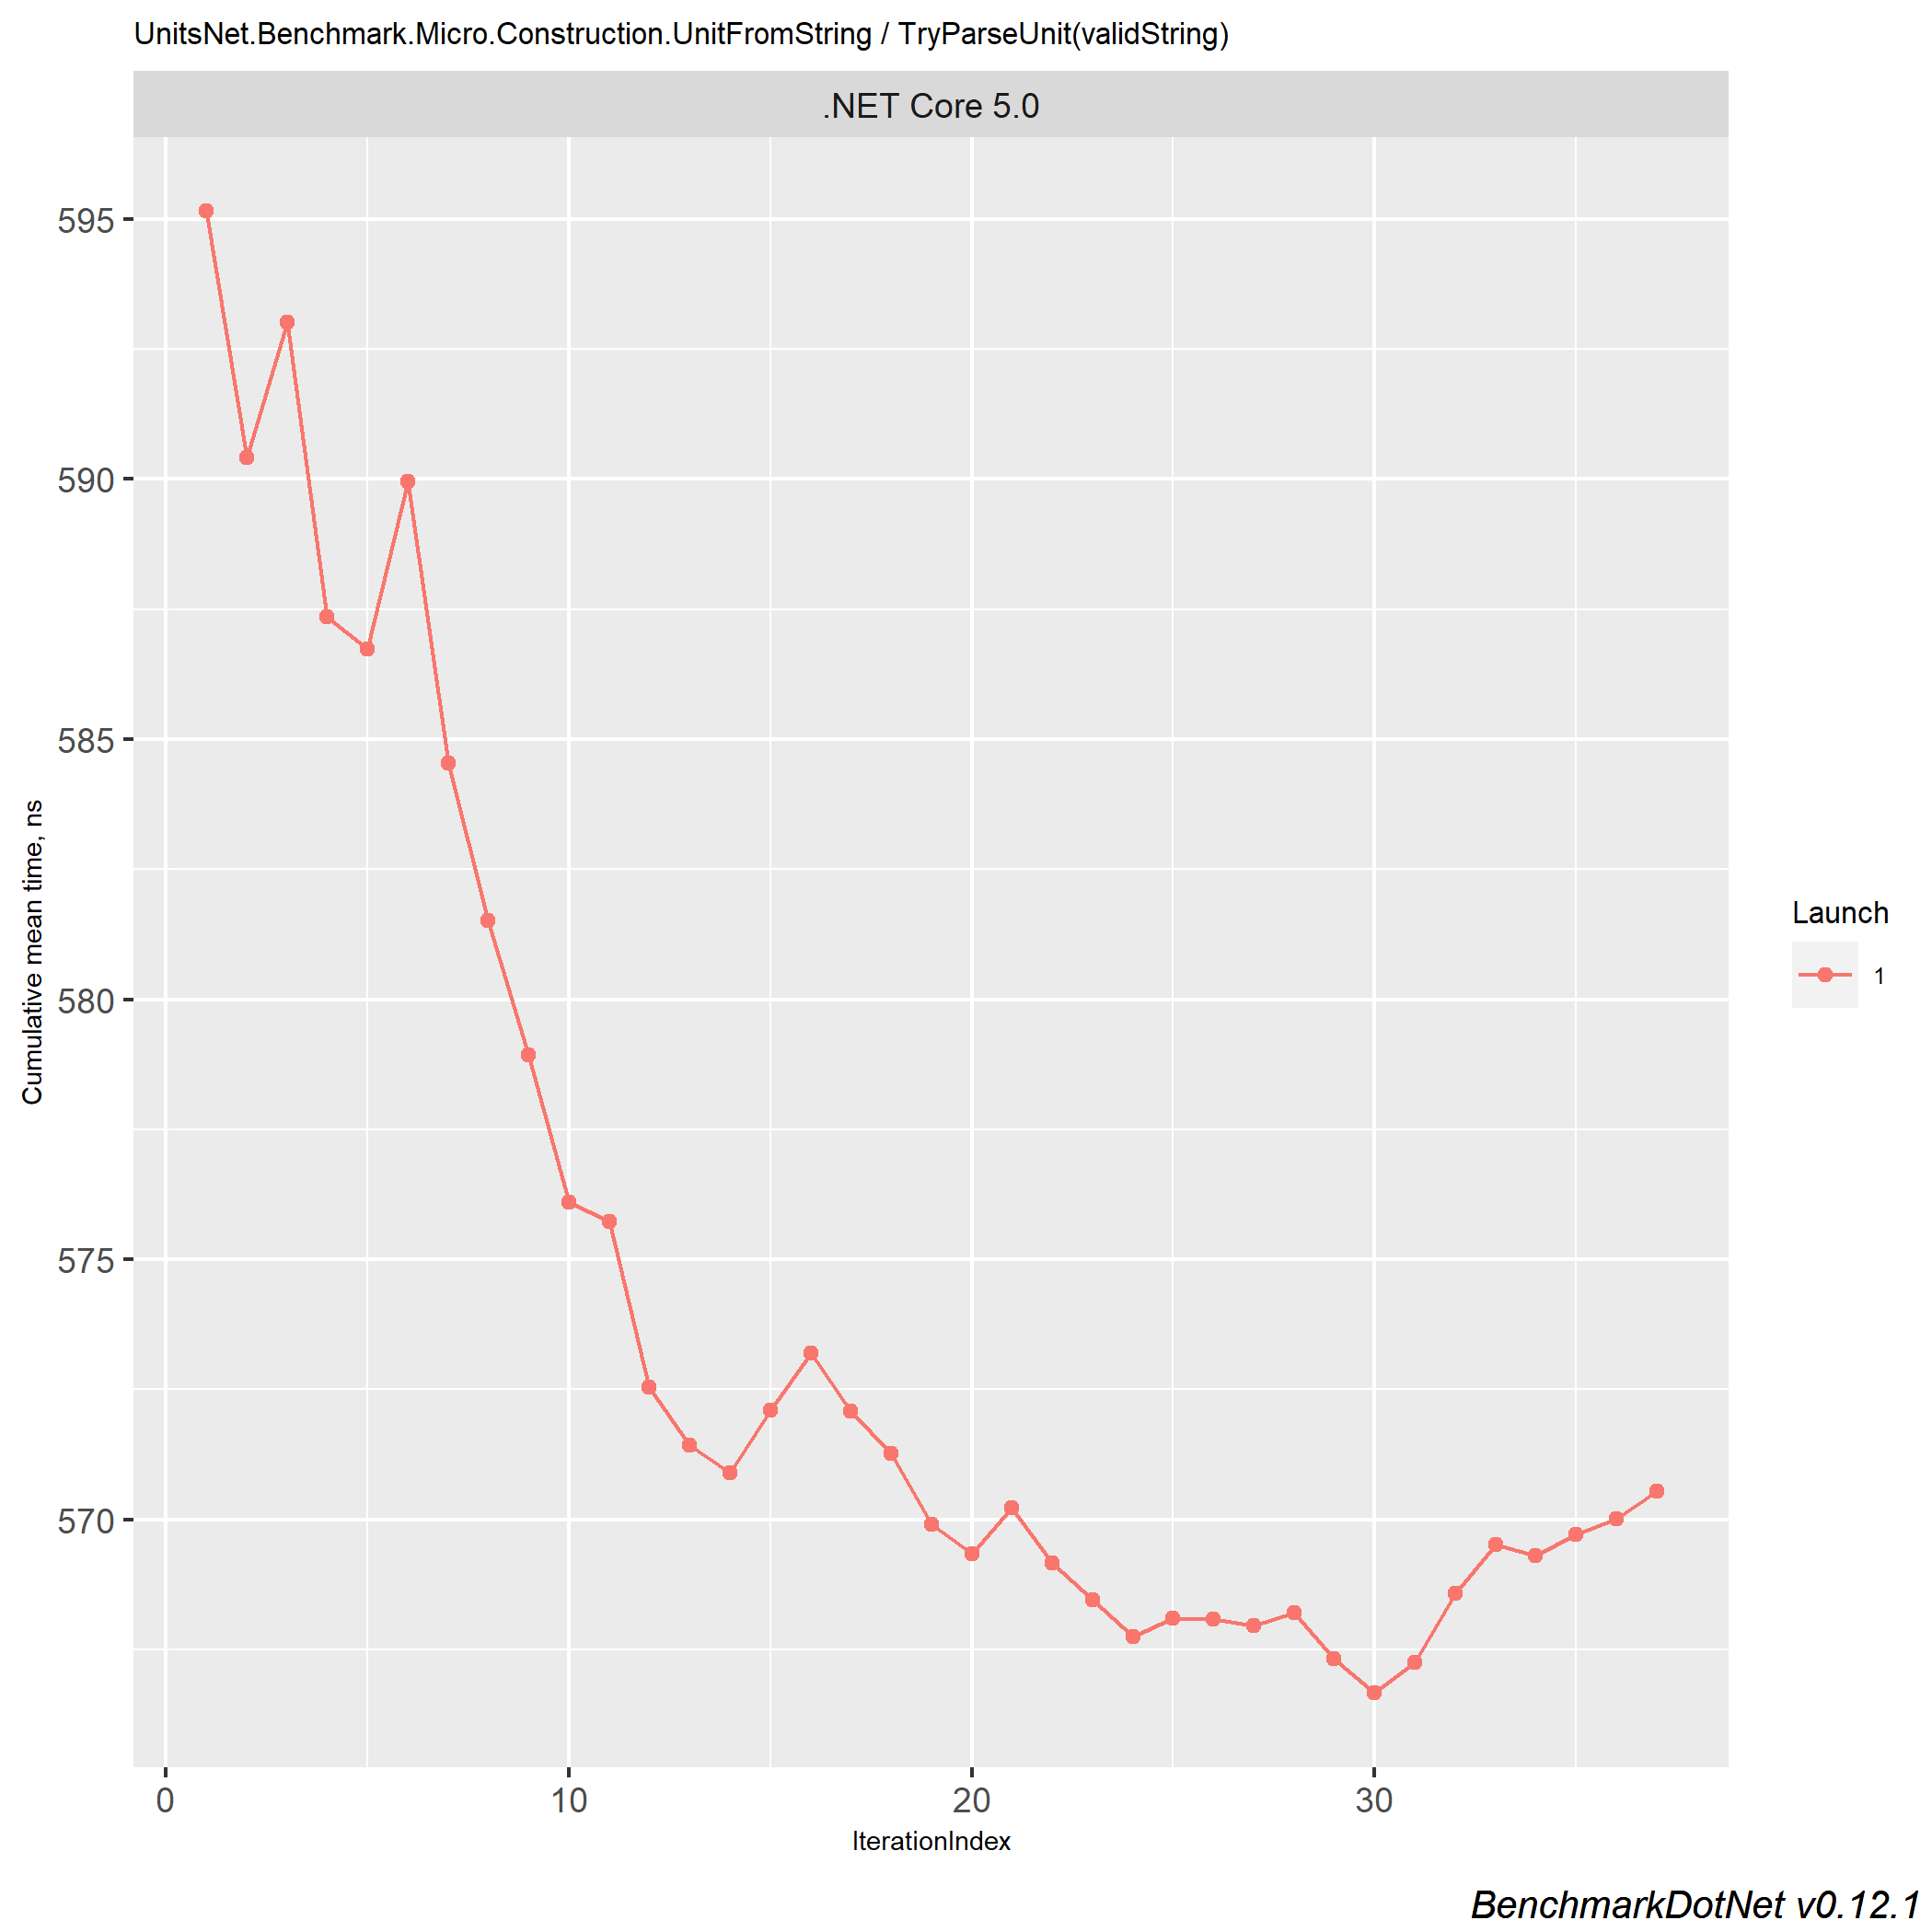 UnitsNet.Benchmark.Micro.Construction.UnitFromString / TryParseUnit(validString)
.NET Core 5.0
595
590
585
580
575
570
Cumulative mean time, ns
0 10 20 30
IterationIndex
Launch
1
BenchmarkDotNet v0.12.1